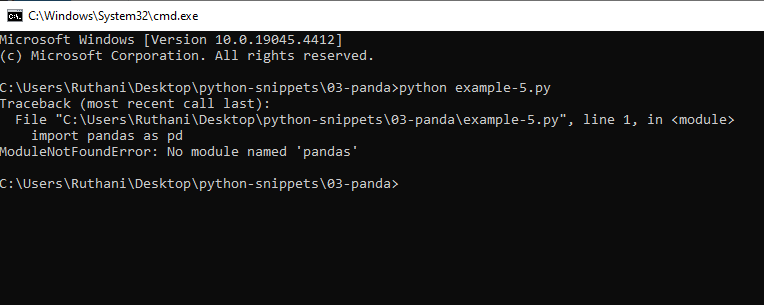 C:\Windows\System32\cmd.exe
Microsoft Windows [Version 10.0.19045.4412]
(c) Microsoft Corporation. All rights reserved.
C:\Users\Ruthani\Desktop\python-snippets\03-panda>python example-5.py
Traceback (most recent call last):
  File "C:\Users\Ruthani\Desktop\python-snippets\03-panda\example-5.py", line 1, in <module>
    import pandas as pd
ModuleNotFoundError: No module named 'pandas'
C:\Users\Ruthani\Desktop\python-snippets\03-panda>